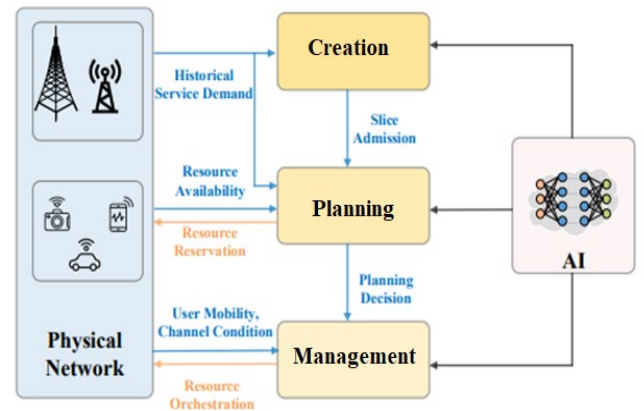 Creation
Historical
Service Demand
Slice
Admission
Resource
Availability
Planning
Resource
Reservation
AI
Planning
Decision
User Mobility,
Channel Condition
Physical
Network
Management
Resource
Orchestration